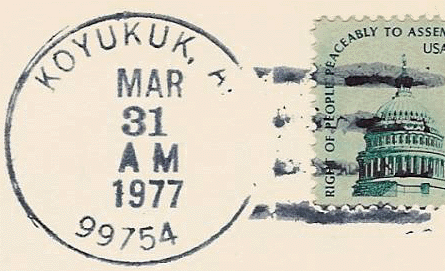 KOYUKUK, A
MAR
31
AM
1977
99754
RIGHT OF PEOPLE PEACEABLY TO ASSEM
USA